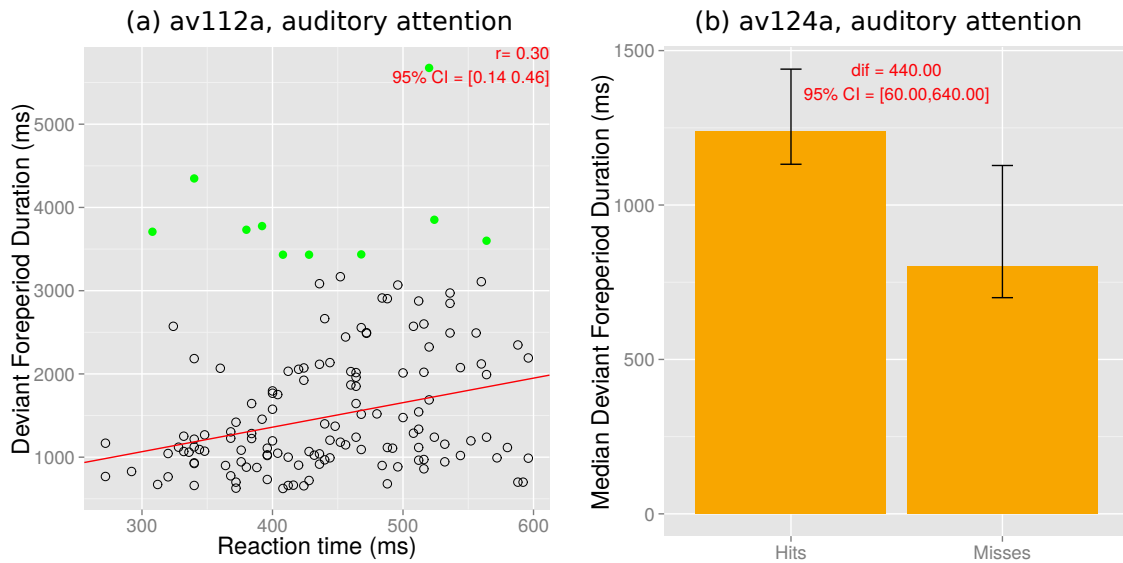 (a) av112a, auditory attention
r= 0.30
95% CI = [0.14 0.46]
Deviant Foreperiod Duration (ms)
5000
4000
3000
2000
1000
300
400
500
600
Reaction time (ms)
(b) av124a, auditory attention
dif = 440.00
95% CI = [60.00,640.00]
Median Deviant Foreperiod Duration (ms)
1500
1000
500
0
Hits
Misses